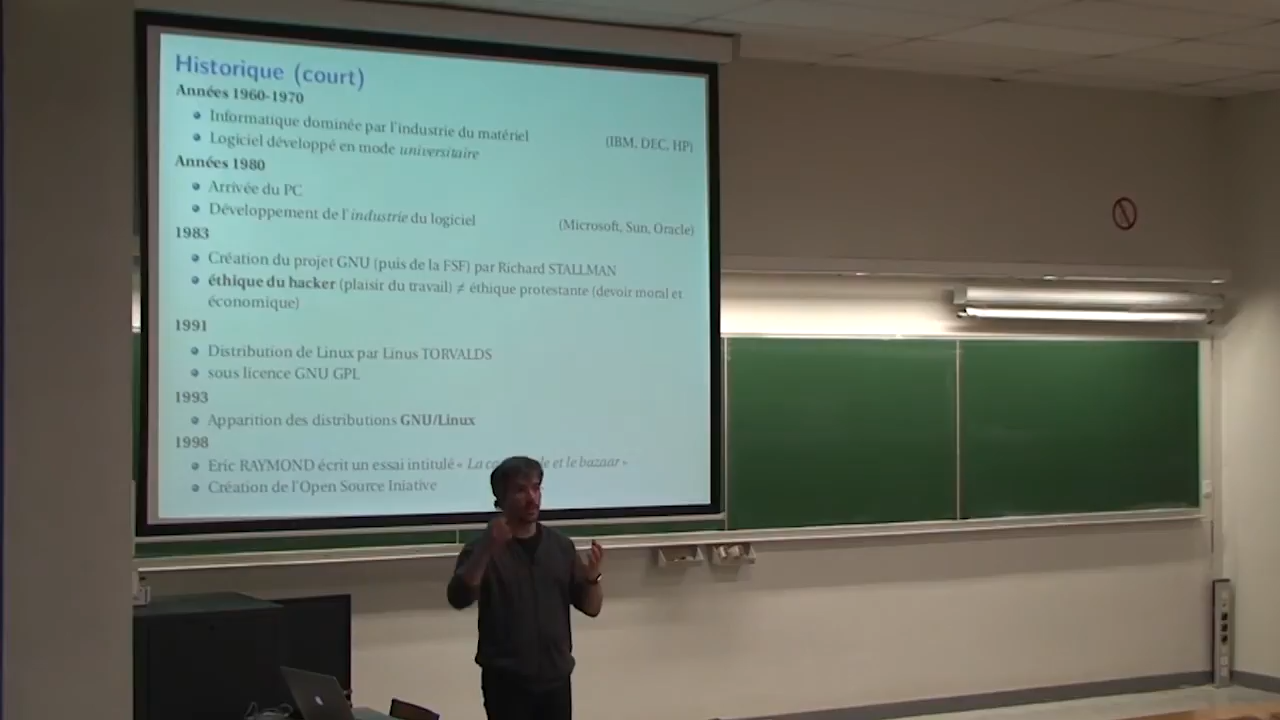 Historique (court)
Années 1960-1970
Informatique dominée par l'industrie du matériel (IBM, DEC, HP)
Logiciel développé en mode universitaire
Années 1980
Arrivée du PC
Développement de l'industrie du logiciel (Microsoft, Sun, Oracle)
1983
Création du projet GNU (puis de la FSF) par Richard STALLMAN
éthique du hacker (plaisir du travail) ≠ éthique protestante (devoir moral et
économique)
1991
Distribution de Linux par Linus TORVALDS
sous licence GNU GPL
1993
Apparition des distributions GNU/Linux
1998
Eric RAYMOND écrit un essai intitulé « La et le bazaar »
Création de l'Open Source Iniative